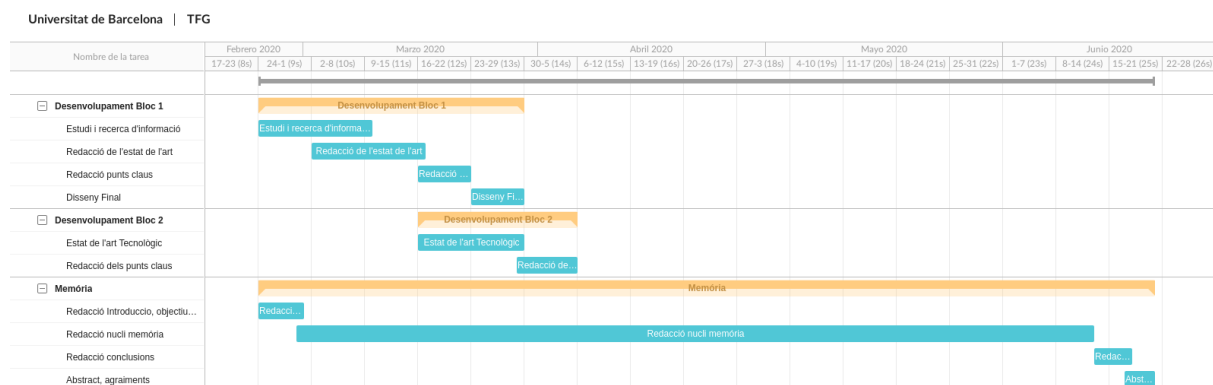 Universitat de Barcelona | TFG
Nombre de la tarea
Febrero 2020 Marzo 2020 Abril 2020 Mayo 2020 Junio 2020
17-23 (8s) 24-1 (9s) 2-8 (10s) 9-15 (11s) 16-22 (12s) 23-29 (13s) 30-5 (14s) 6-12 (15s) 13-19 (16s) 20-26 (17s) 27-3 (18s) 4-10 (19s) 11-17 (20s) 18-24 (21s) 25-31 (22s) 1-7 (23s) 8-14 (24s) 15-21 (25s) 22-28 (26s)
Desenvolupament Bloc 1 Desenvolupament Bloc 1
Estudi i recerca d'informació Estudi i recerca d'informa...
Redacció de l'estat de l'art Redacció de l'estat de l'art
Redacció punts claus Redacció ...
Disseny Final Disseny Fi...
Desenvolupament Bloc 2 Desenvolupament Bloc 2
Estat de l'art Tecnològic Estat de l'art Tecnològic
Redacció dels punts claus Redacció de...
Memória Memória
Redacció Introduccio, objectiu... Redacci...
Redacció nucli memória Redacció nucli memória
Redacció conclusions Redac...
Abstract, agraiments Abst...